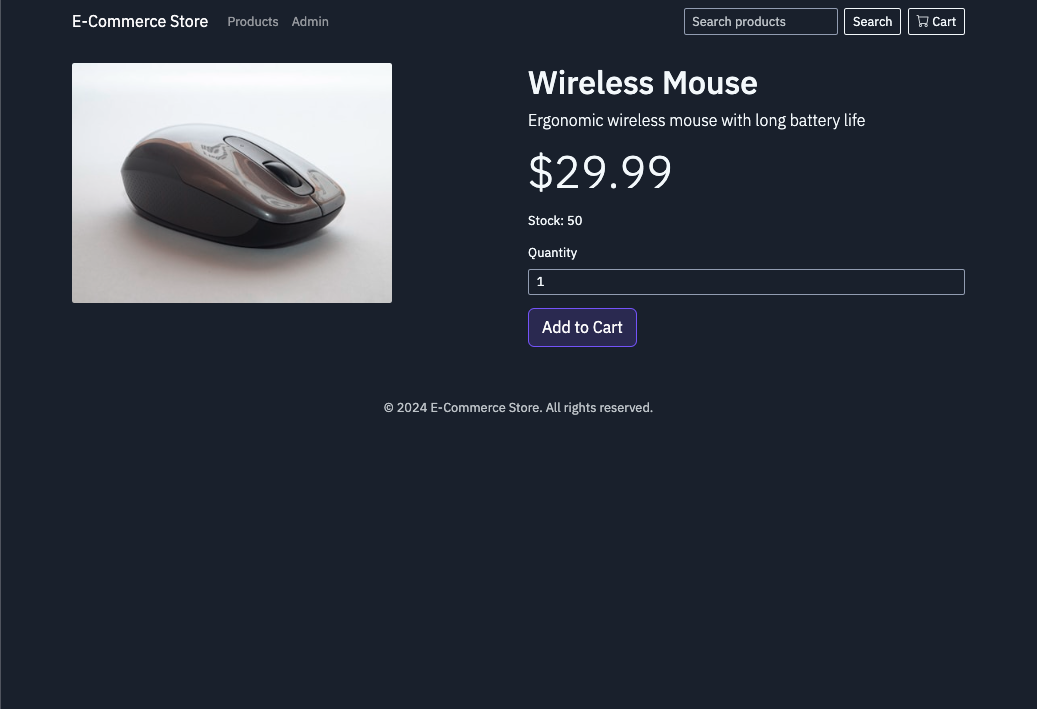 E-Commerce Store Products Admin Search products Search Cart
Wireless Mouse
Ergonomic wireless mouse with long battery life
$29.99
Stock: 50
Quantity
1
Add to Cart
© 2024 E-Commerce Store. All rights reserved.